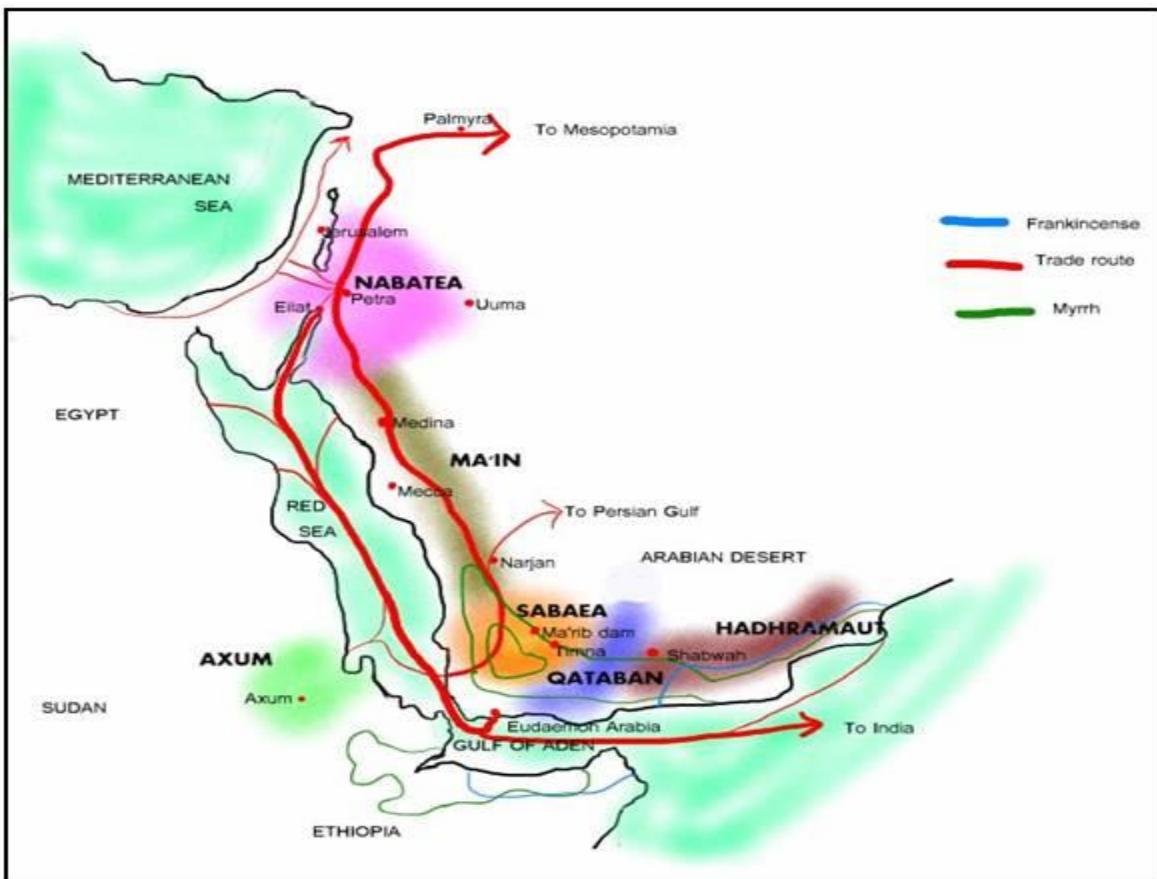 Palmyra
To Mesopotamia
MEDITERRANEAN
SEA
Frankincense
Jerusalem
Trade route
NABATEA
Petra
Eilat
Uuma
Myrrh
EGYPT
Medina
MA'IN
Mecca
RED
SEA
To Persian Gulf
Narjan
ARABIAN DESERT
SABAEA
Ma'rib dam
HADHRAMAUT
Timna
Shabwah
AXUM
QATABAN
Axum
SUDAN
Eudaemon Arabia
To India
GULF OF ADEN
ETHIOPIA